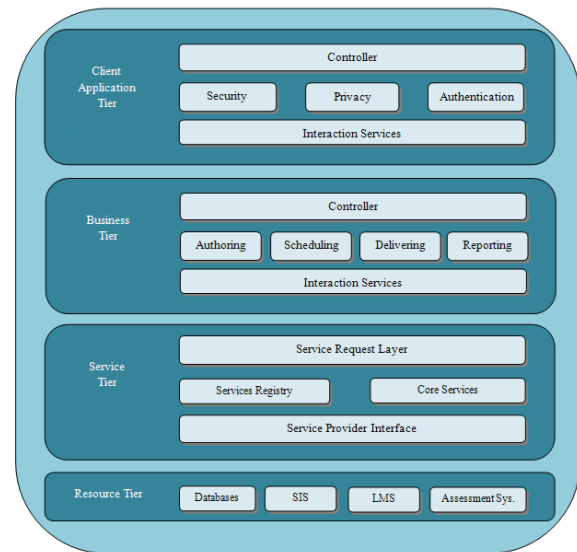 Client
Application
Tier
Controller
Security
Privacy
Authentication
Interaction Services
Business
Tier
Controller
Authoring
Scheduling
Delivering
Reporting
Interaction Services
Service
Tier
Service Request Layer
Services Registry
Core Services
Service Provider Interface
Resource Tier
Databases
SIS
LMS
Assessment Sys.